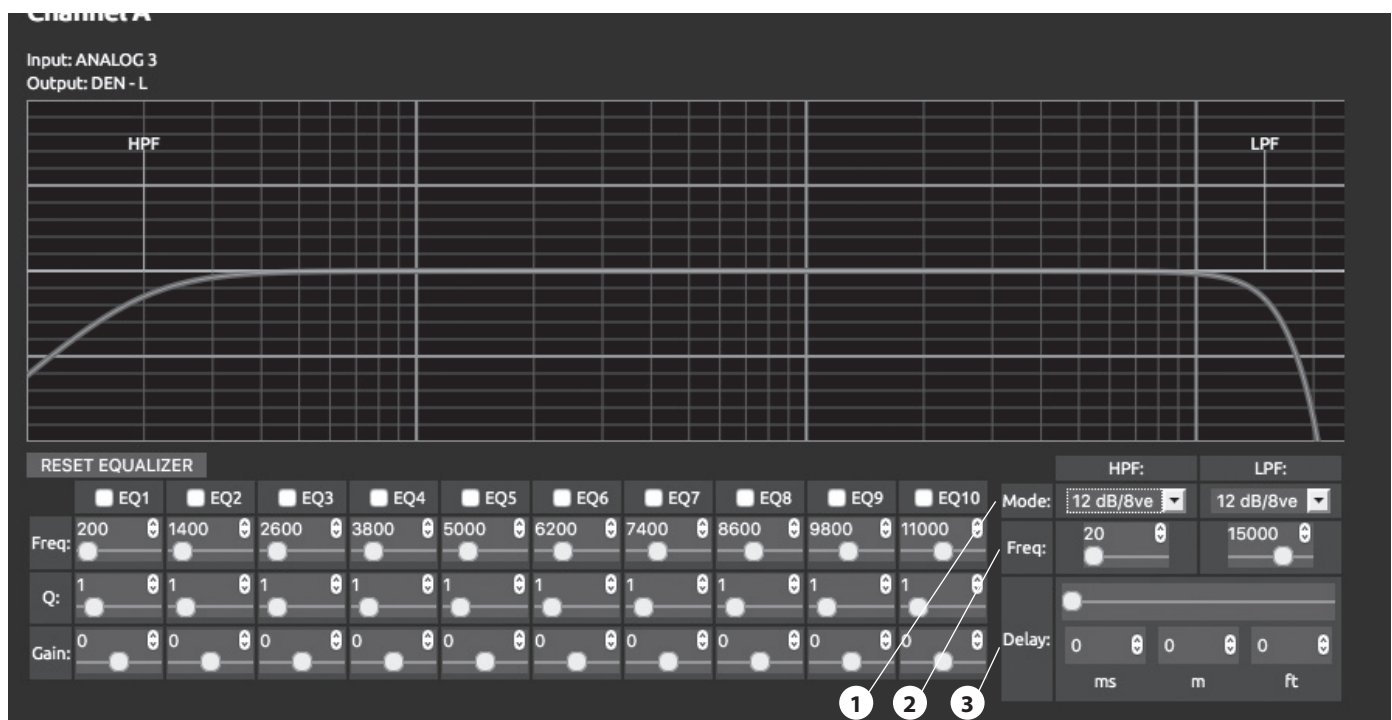 Channel A
Input: ANALOG 3
Output: DEN - L
HPF
LPF
RESET EQUALIZER
HPF: LPF:
EQ1 EQ2 EQ3 EQ4 EQ5 EQ6 EQ7 EQ8 EQ9 EQ10
Mode: 12 dB/8ve 12 dB/8ve
Freq: 200 1400 2600 3800 5000 6200 7400 8600 9800 11000
Freq: 20 15000
Q: 1 1 1 1 1 1 1 1 1 1
Gain: 0 0 0 0 0 0 0 0 0 0
Delay: 0 0 0
ms m ft
1 2 3